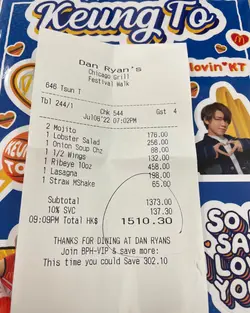 Keung To
Dan Ryan's
Chicago Grill
Festival Walk
646 Tsun T
Tbl 244/1 Chk 544 Gst 4
Jul08'22 07:02PM
2 Mojito 176.00
1 Lobster Salad 256.00
1 Onion Soup Chz 88.00
1 1/2 Wings 132.00
1 Ribeye 10oz 458.00
1 Lasagna 198.00
1 Straw MShake 65.00
Subtotal 1373.00
10% SVC 137.30
09:09PM Total HK$ 1510.30
THANKS FOR DINING AT DAN RYANS
Join BPH-VIP & save more:
This time you could Save 302.10
lovin'KT